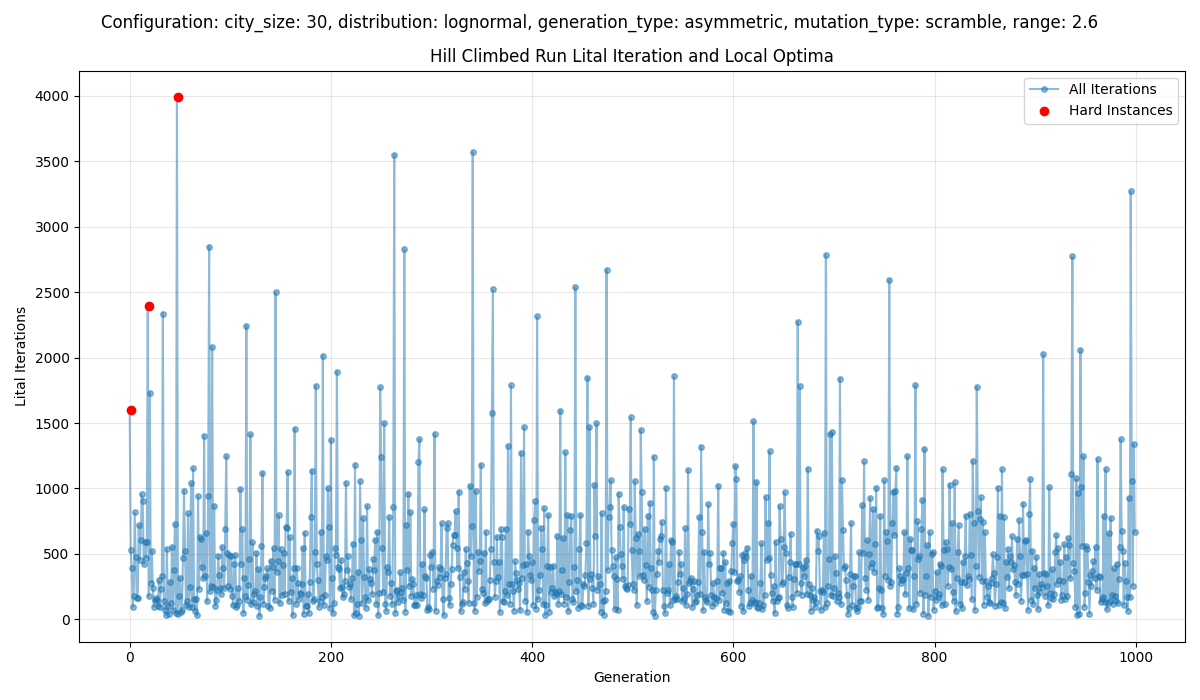 Configuration: city_size: 30, distribution: lognormal, generation_type: asymmetric, mutation_type: scramble, range: 2.6
Hill Climbed Run Lital Iteration and Local Optima
All Iterations
Hard Instances
4000
3500
3000
2500
2000
1500
1000
500
0
Lital Iterations
0 200 400 600 800 1000
Generation